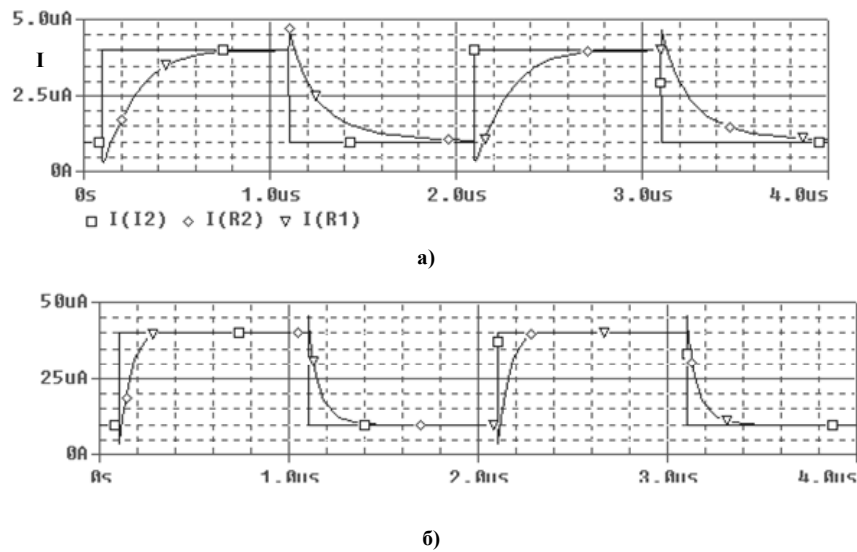 5.0uA
I
2.5uA
0A
0s 1.0us 2.0us 3.0us 4.0us
□ I(I2) ◇ I(R2) ▽ I(R1)
а)
50uA
25uA
0A
0s 1.0us 2.0us 3.0us 4.0us
б)